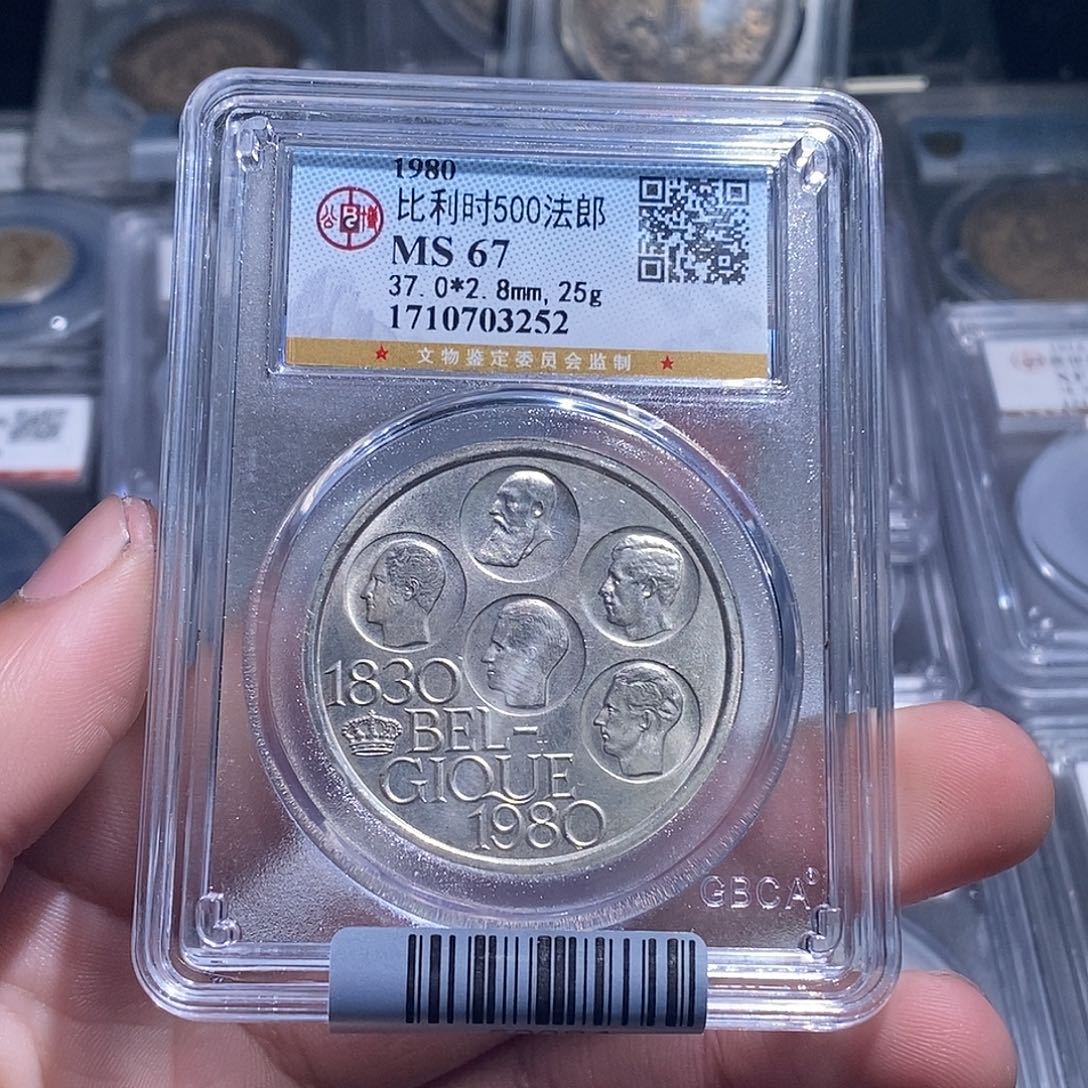 1980
比利时500法郎
MS 67
37.0*2.8mm, 25g
1710703252
文物鉴定委员会监制
1830
BEL-
GIQUE
1980
GBCA